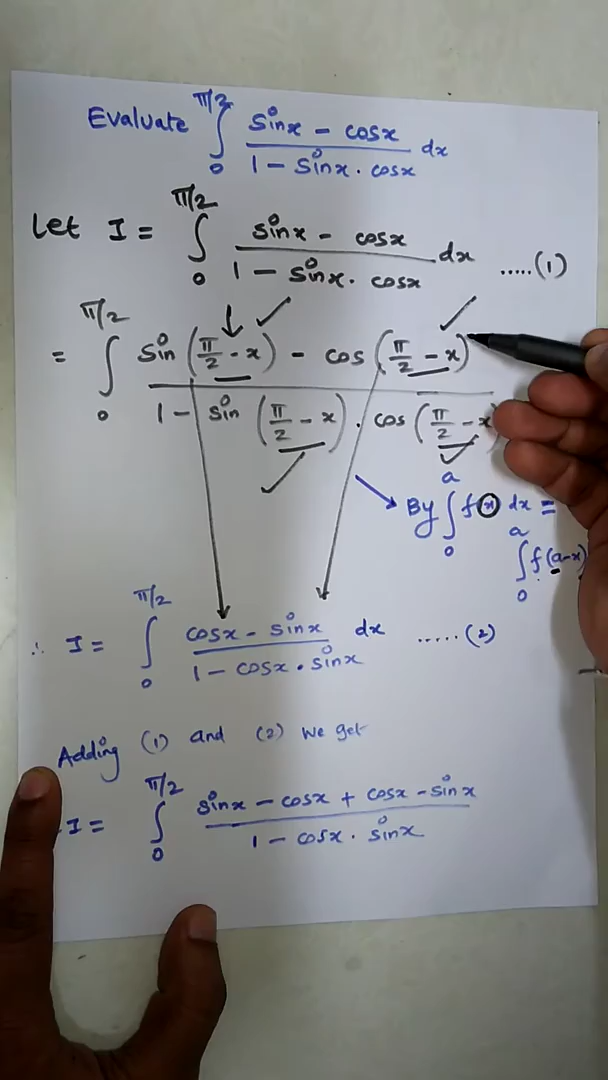 Evaluate ∫₀^(π/2) (sinx − cosx)/(1 − sinx · cosx) dx
Let I = ∫₀^(π/2) (sinx − cosx)/(1 − sinx · cosx) dx .....(1)
= ∫₀^(π/2) (sin(π/2 − x) − cos(π/2 − x))/(1 − sin(π/2 − x) · cos(π/2 − x))
By ∫₀^a f(x) dx =
∫₀^a f(a-x)
∴ I = ∫₀^(π/2) (cosx − sinx)/(1 − cosx · sinx) dx .....(2)
Adding (1) and (2) we get
I = ∫₀^(π/2) (sinx − cosx + cosx − sinx)/(1 − cosx · sinx)